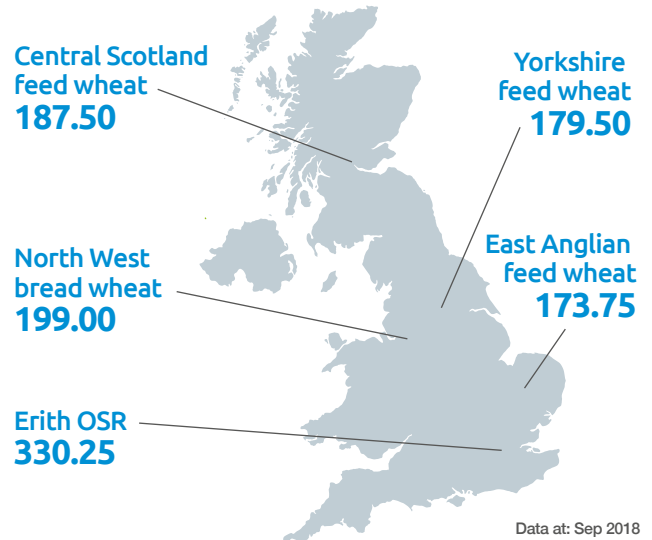 Central Scotland
feed wheat
187.50
Yorkshire
feed wheat
179.50
North West
bread wheat
199.00
East Anglian
feed wheat
173.75
Erith OSR
330.25
Data at: Sep 2018